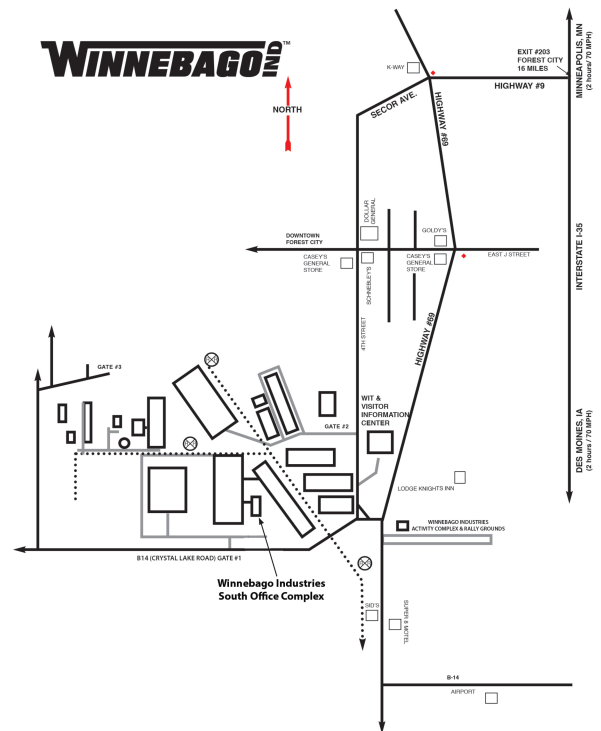 WINNEBAGO IND™
NORTH
K-WAY
SECOR AVE.
HIGHWAY #69
EXIT #203
FOREST CITY
16 MILES
HIGHWAY #9
MINNEAPOLIS, MN
(2 hours/ 70 MPH)
DOLLAR
GENERAL
GOLDY'S
DOWNTOWN
FOREST CITY
CASEY'S
GENERAL
STORE
SCHNEBLEY'S
CASEY'S
GENERAL
STORE
EAST J STREET
INTERSTATE I-35
4TH STREET
HIGHWAY #69
GATE #3
WIT &
VISITOR
INFORMATION
CENTER
GATE #2
DES MOINES, IA
(2 hours / 70 MPH)
LODGE KNIGHTS INN
WINNEBAGO INDUSTRIES
ACTIVITY COMPLEX & RALLY GROUNDS
B14 (CRYSTAL LAKE ROAD) GATE #1
Winnebago Industries
South Office Complex
SID'S
SUPER 8 MOTEL
B-14
AIRPORT